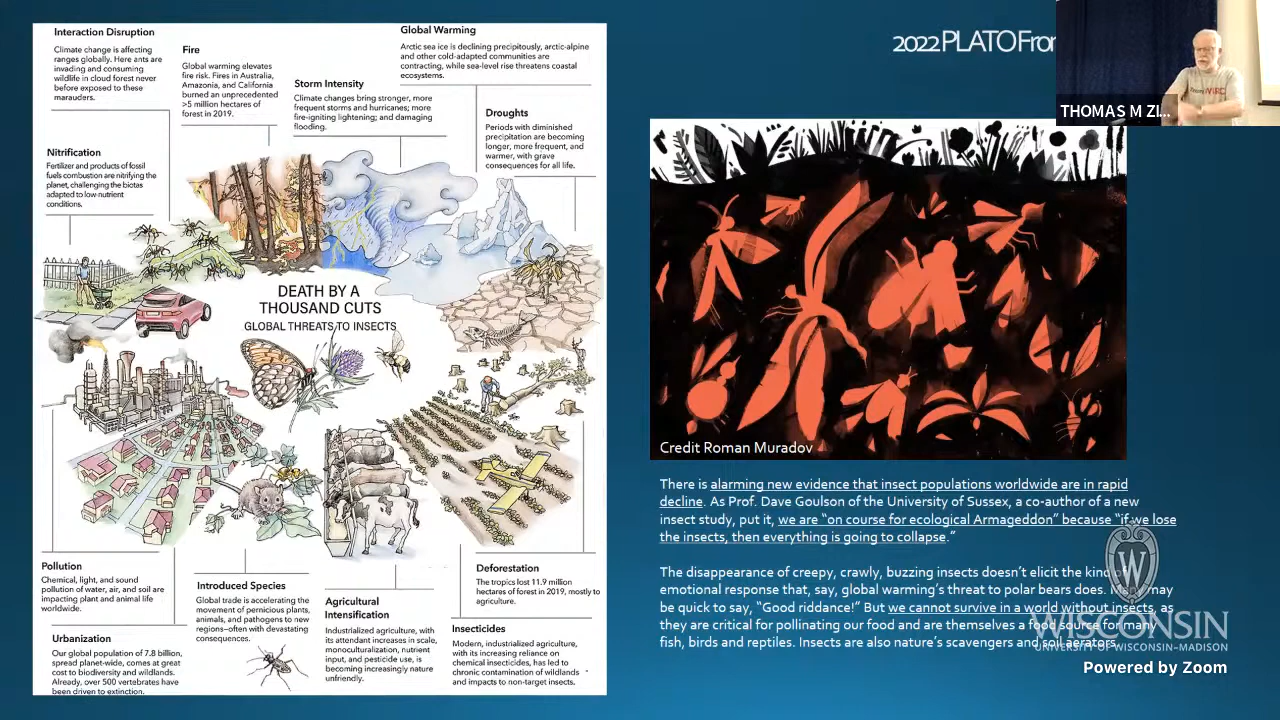 Interaction Disruption
Climate change is affecting
ranges globally. Here ants are
invading and consuming
wildlife in cloud forest never
before exposed to these
marauders.
Fire
Global warming elevates
fire risk. Fires in Australia,
Amazonia, and California
burned an unprecedented
>5 million hectares of
forest in 2019.
Storm Intensity
Climate changes bring stronger, more
frequent storms and hurricanes; more
fire-igniting lightening; and damaging
flooding.
Global Warming
Arctic sea ice is declining precipitously, arctic-alpine
and other cold-adapted communities are
contracting, while sea-level rise threatens coastal
ecosystems.
Droughts
Periods with diminished
precipitation are becoming
longer, more frequent, and
warmer, with grave
consequences for all life.
Nitrification
Fertilizer and products of fossil
fuels combustion are nitrifying the
planet, challenging the biotas
adapted to low-nutrient
conditions.
DEATH BY A
THOUSAND CUTS
GLOBAL THREATS TO INSECTS
Pollution
Chemical, light, and sound
pollution of water, air, and soil are
impacting plant and animal life
worldwide.
Urbanization
Our global population of 7.8 billion,
spread planet-wide, comes at great
cost to biodiversity and wildlands.
Already, over 500 vertebrates have
been driven to extinction.
Introduced Species
Global trade is accelerating the
movement of pernicious plants,
animals, and pathogens to new
regions—often with devastating
consequences.
Agricultural
Intensification
Industrialized agriculture, with
its attendant increases in scale,
monoculturalization, nutrient
input, and pesticide use, is
becoming increasingly nature
unfriendly.
Deforestation
The tropics lost 11.9 million
hectares of forest in 2019, mostly to
agriculture.
Insecticides
Modern, industrialized agriculture,
with its increasing reliance on
chemical insecticides, has led to
chronic contamination of wildlands
and impacts to non-target insects.
2022 PLATO Fron
THOMAS M ZI...
Credit Roman Muradov
There is alarming new evidence that insect populations worldwide are in rapid
decline. As Prof. Dave Goulson of the University of Sussex, a co-author of a new
insect study, put it, we are “on course for ecological Armageddon” because “if we lose
the insects, then everything is going to collapse.”
The disappearance of creepy, crawly, buzzing insects doesn’t elicit the kind of
emotional response that, say, global warming’s threat to polar bears does. may
be quick to say, “Good riddance!” But we cannot survive in a world without insects, as
they are critical for pollinating our food and are themselves a food source for many
fish, birds and reptiles. Insects are also nature’s scavengers and soil aerators.
W
WISCONSIN
UNIVERSITY OF WISCONSIN–MADISON
Powered by Zoom